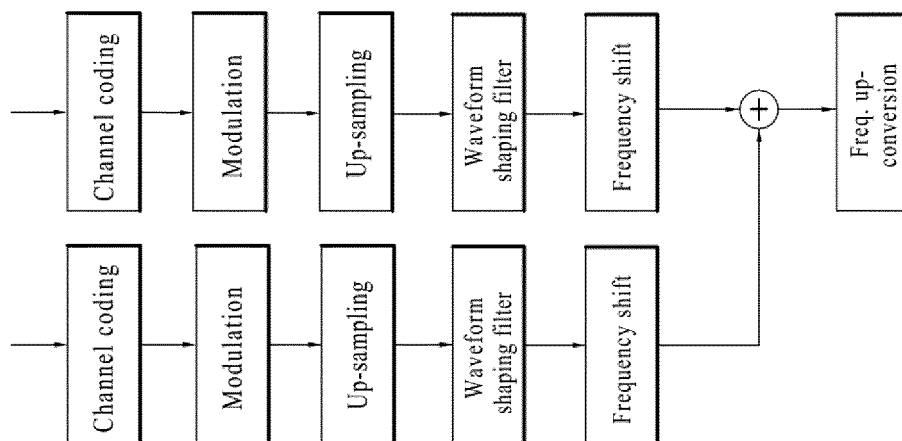 Channel coding
Modulation
Up-sampling
Waveform
shaping filter
Frequency shift
+
Freq. up-
conversion
Channel coding
Modulation
Up-sampling
Waveform
shaping filter
Frequency shift